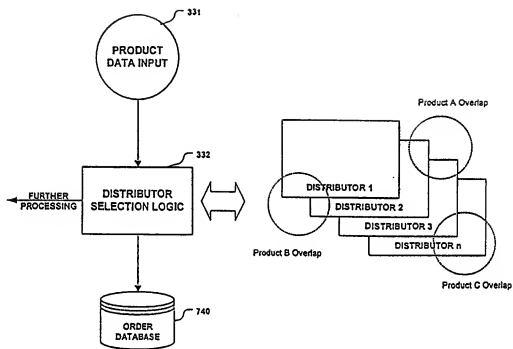 331
PRODUCT
DATA INPUT
332
DISTRIBUTOR
SELECTION LOGIC
FURTHER
PROCESSING
740
ORDER
DATABASE
Product A Overlap
DISTRIBUTOR 1
DISTRIBUTOR 2
DISTRIBUTOR 3
DISTRIBUTOR n
Product B Overlap
Product C Overlap